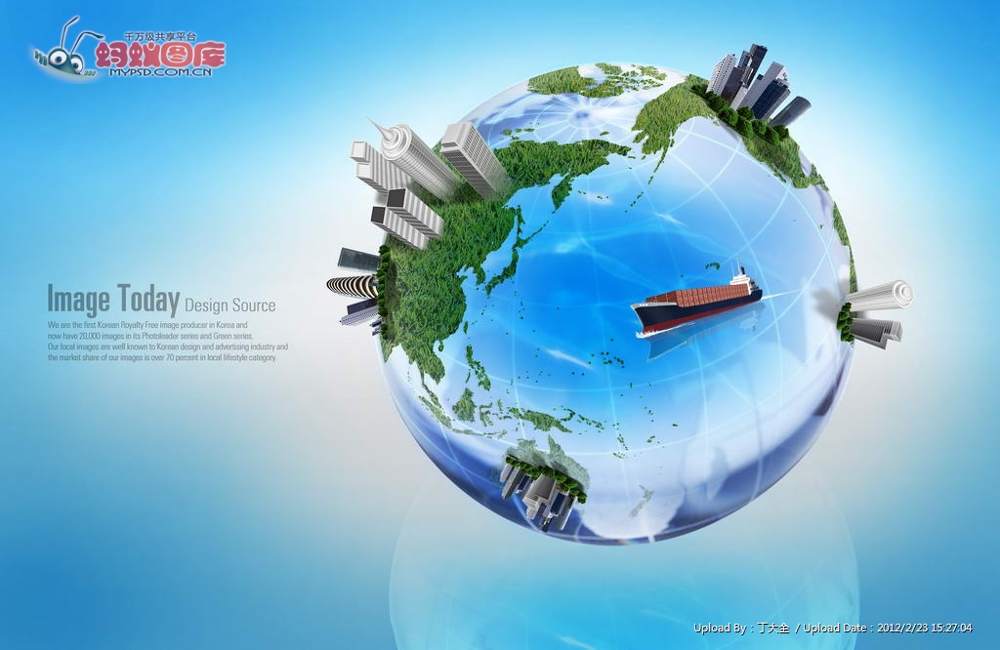 千万级共享平台
蚂蚁图库
MYPSD.COM.CN
Image Today Design Source
We are the first Korean Royalty Free image producer in Korea and
now have 20,000 images in its Photoleader series and Green series.
Our local images are well known to Korean design and advertising industry and
the market share of our images is over 70 percent in local lifestyle category.
Upload By : 丁大全 / Upload Date : 2012/2/23 15:27:04